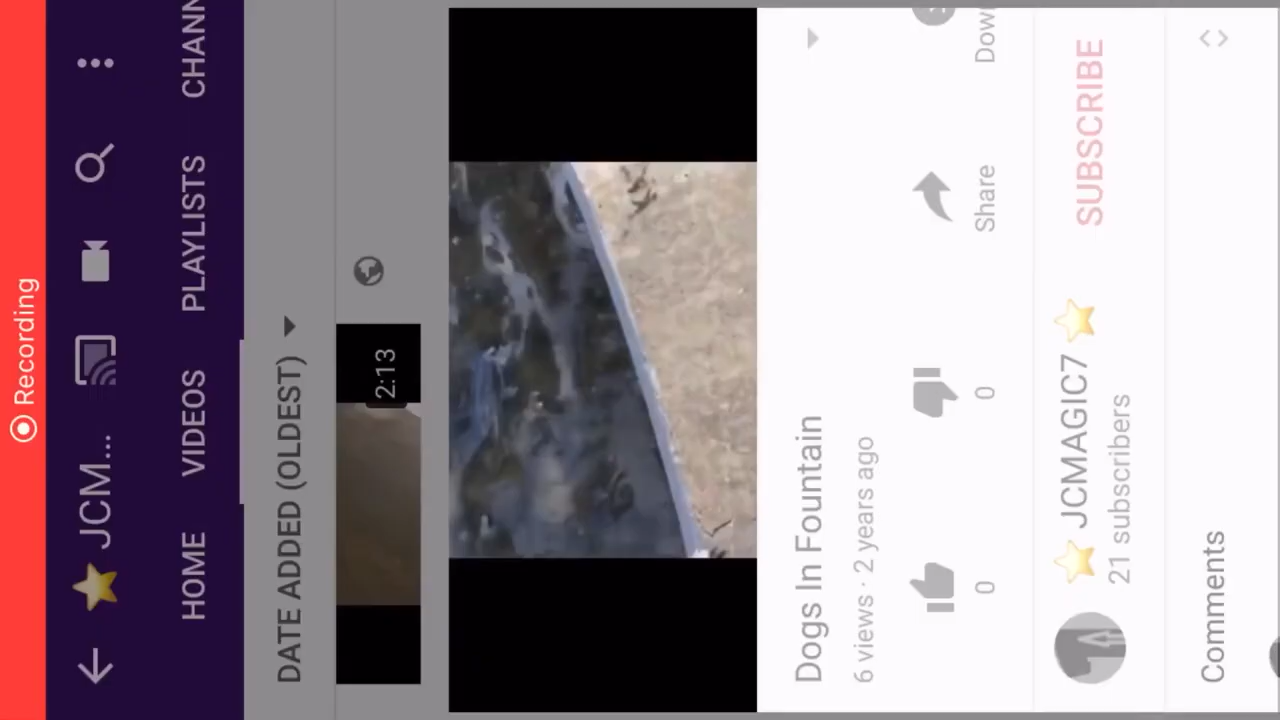 Recording
JCM...
HOME VIDEOS PLAYLISTS CHANN
DATE ADDED (OLDEST)
2:13
Dogs In Fountain
6 views · 2 years ago
0 0 Share Dow
JCMAGIC7
21 subscribers
SUBSCRIBE
Comments